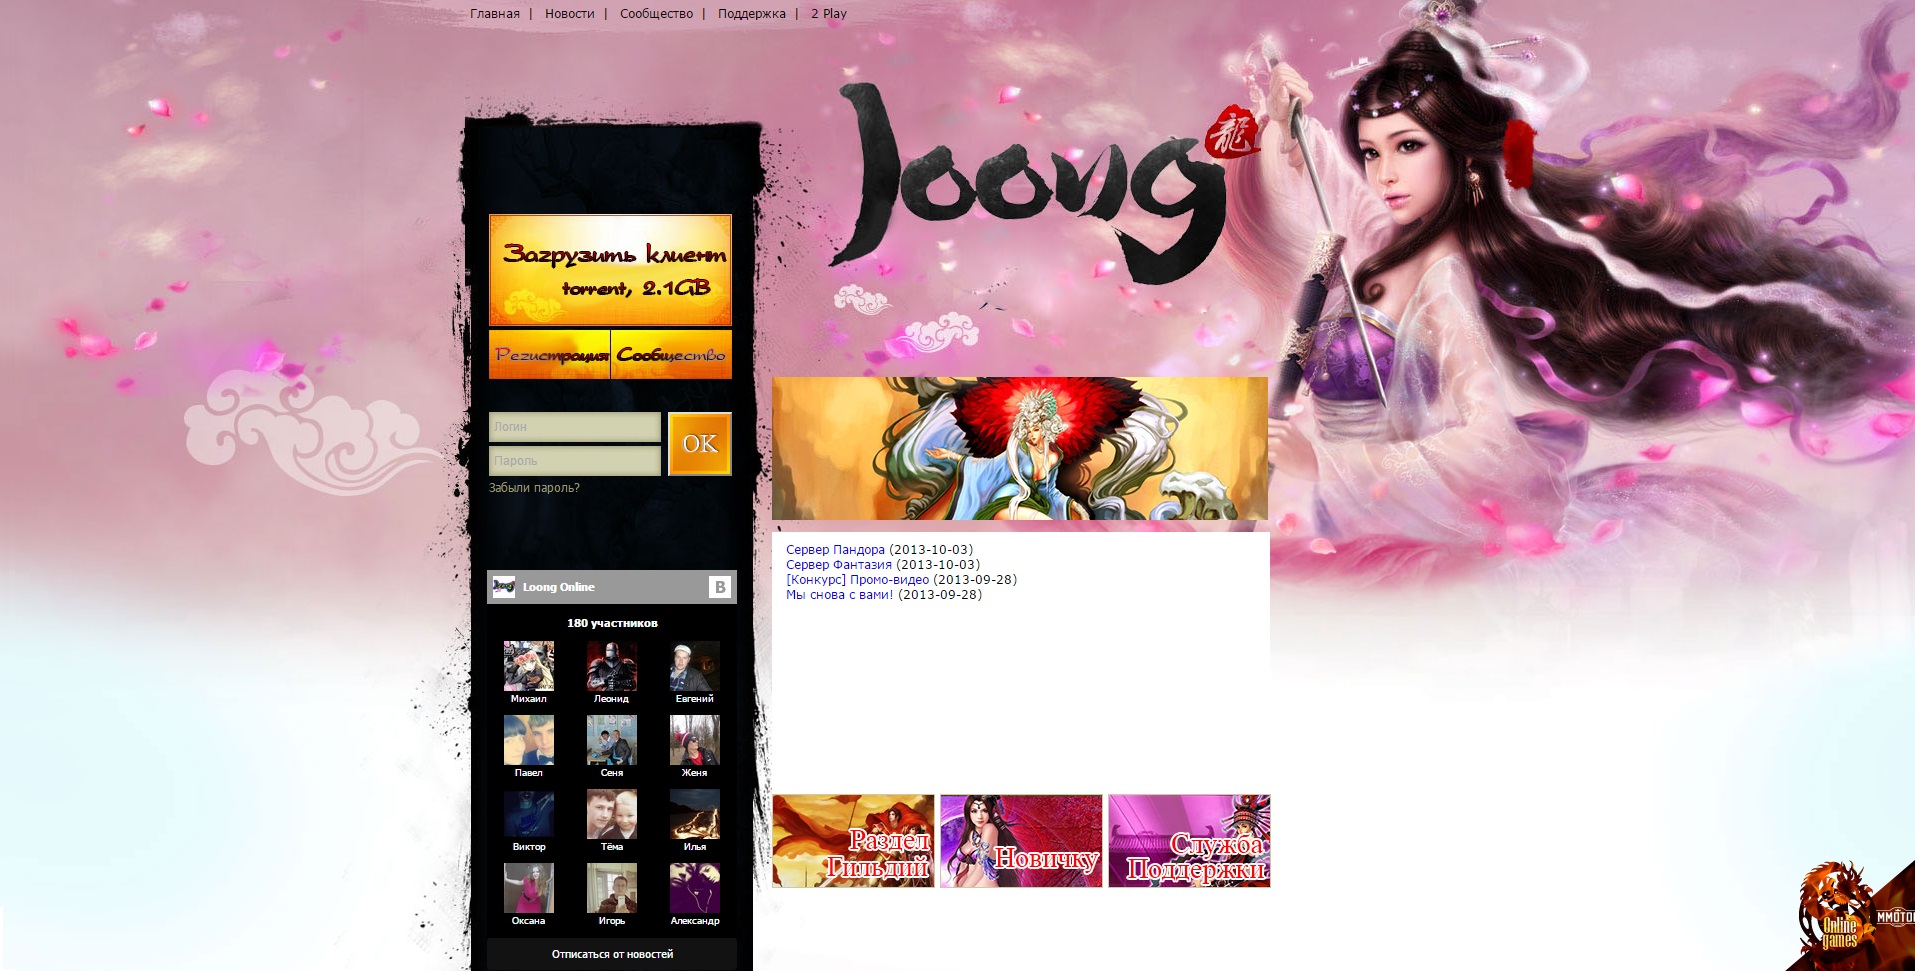 Главная | Новости | Сообщество | Поддержка | 2 Play
loong
龍
Загрузить клиент
torrent, 2.1GB
Регистрация
Сообщество
Логин
Пароль
OK
Забыли пароль?
Loong Online
B
180 участников
Михаил
Леонид
Евгений
Павел
Сеня
Женя
Виктор
Тёма
Илья
Оксана
Игорь
Александр
Отписаться от новостей
Сервер Пандора (2013-10-03)
Сервер Фантазия (2013-10-03)
[Конкурс] Промо-видео (2013-09-28)
Мы снова с вами! (2013-09-28)
Раздел
Гильдий
Новичку
Служба
Поддержки
Online
games